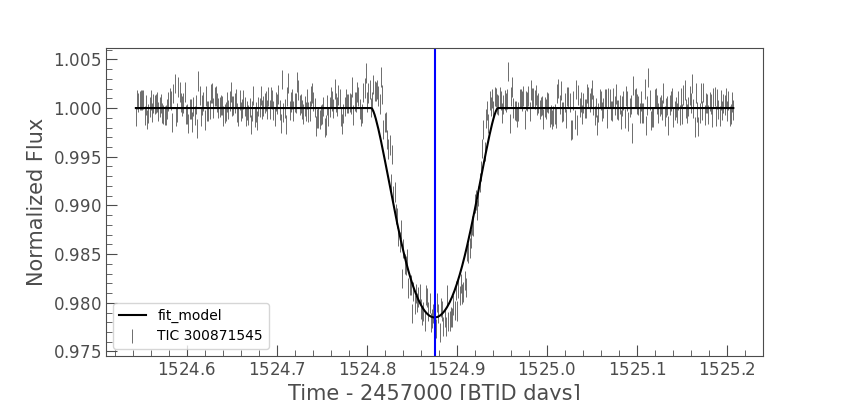 Normalized Flux
1.005
1.000
0.995
0.990
0.985
0.980
0.975
fit_model
TIC 300871545
1524.6 1524.7 1524.8 1524.9 1525.0 1525.1 1525.2
Time - 2457000 [BTJD days]